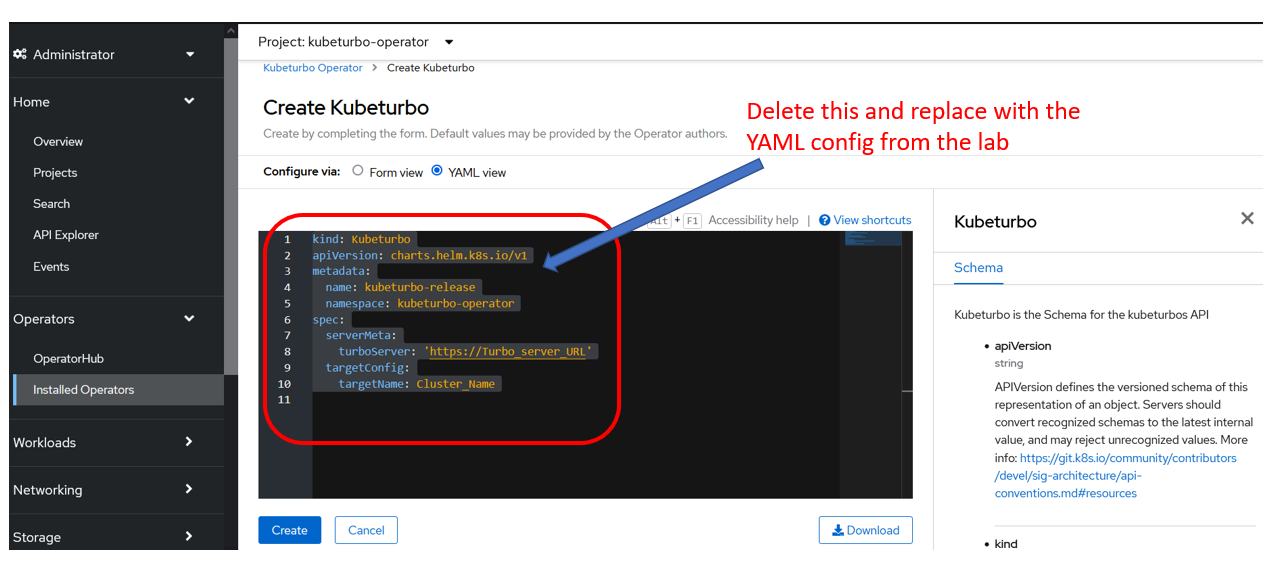 Administrator
Home
Overview
Projects
Search
API Explorer
Events
Operators
OperatorHub
Installed Operators
Workloads
Networking
Storage
Project: kubeturbo-operator
Kubeturbo Operator > Create Kubeturbo
Create Kubeturbo
Create by completing the form. Default values may be provided by the Operator authors.
Delete this and replace with the
YAML config from the lab
Configure via: Form view YAML view
Alt + F1 Accessibility help | View shortcuts
1 kind: Kubeturbo
2 apiVersion: charts.helm.k8s.io/v1
3 metadata:
4 name: kubeturbo-release
5 namespace: kubeturbo-operator
6 spec:
7 serverMeta:
8 turboServer: 'https://Turbo_server_URL'
9 targetConfig:
10 targetName: Cluster_Name
11
Create Cancel Download
Kubeturbo
Schema
Kubeturbo is the Schema for the kubeturbos API
• apiVersion
string
APIVersion defines the versioned schema of this
representation of an object. Servers should
convert recognized schemas to the latest internal
value, and may reject unrecognized values. More
info: https://git.k8s.io/community/contributors
/devel/sig-architecture/api-
conventions.md#resources
• kind